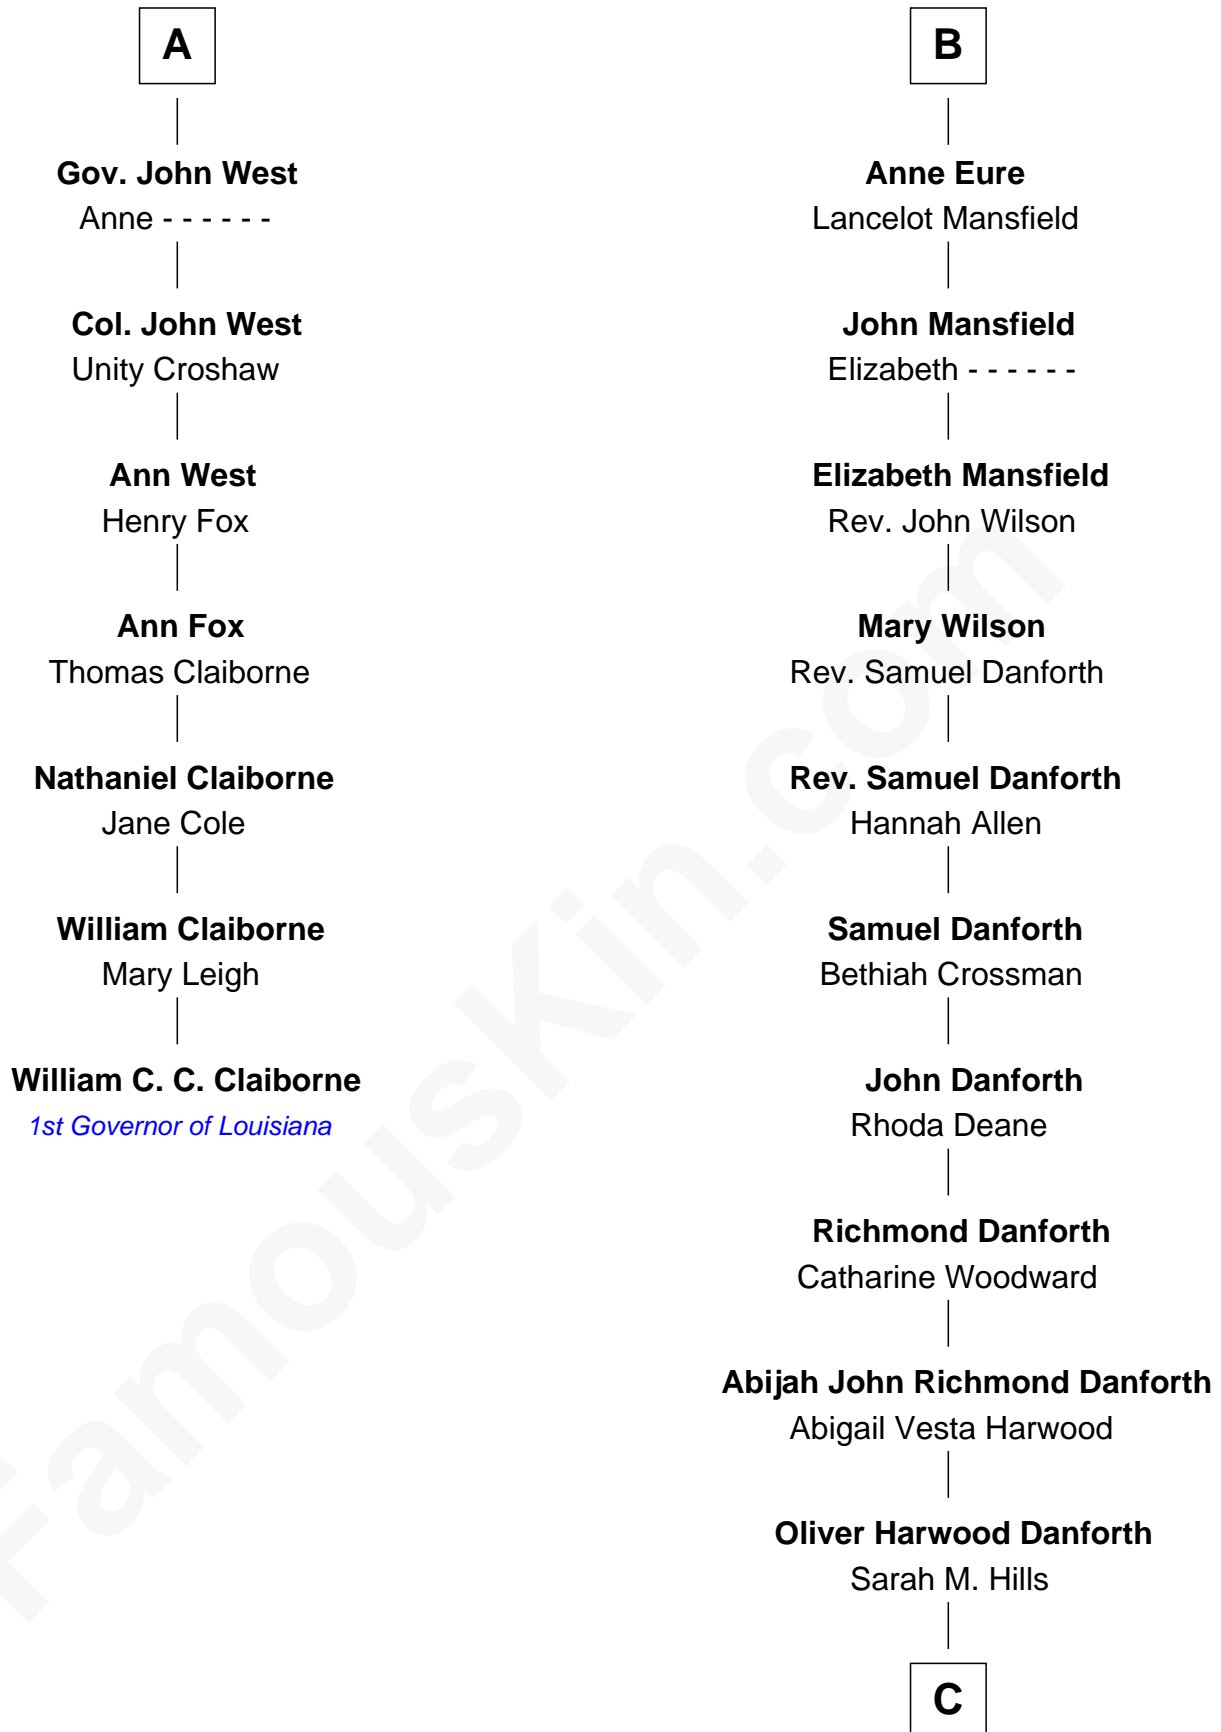 A
Gov. John West
Anne - - - - - -
Col. John West
Unity Croshaw
Ann West
Henry Fox
Ann Fox
Thomas Claiborne
Nathaniel Claiborne
Jane Cole
William Claiborne
Mary Leigh
William C. C. Claiborne
1st Governor of Louisiana
B
Anne Eure
Lancelot Mansfield
John Mansfield
Elizabeth - - - - - -
Elizabeth Mansfield
Rev. John Wilson
Mary Wilson
Rev. Samuel Danforth
Rev. Samuel Danforth
Hannah Allen
Samuel Danforth
Bethiah Crossman
John Danforth
Rhoda Deane
Richmond Danforth
Catharine Woodward
Abijah John Richmond Danforth
Abigail Vesta Harwood
Oliver Harwood Danforth
Sarah M. Hills
C
FamousKin.com